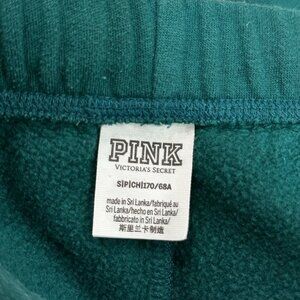 PINK
VICTORIA'S SECRET
S|P|CH|170/68A
made in Sri Lanka/fabriqué au
Sri Lanka/hecho en Sri Lanka/
fabbricato in Sri Lanka/
斯里兰卡制造